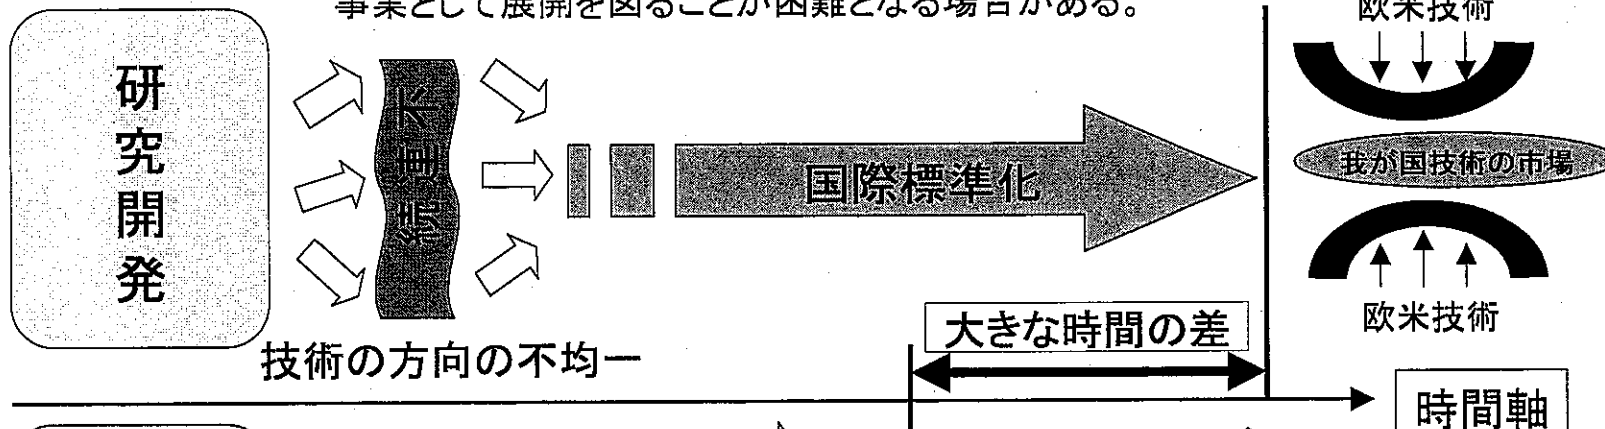 事業として展開を図ることが困難となる場合がある。
欧米技術
研究開発
国際標準化
我が国技術の市場
欧米技術
大きな時間の差
技術の方向の不均一
時間軸